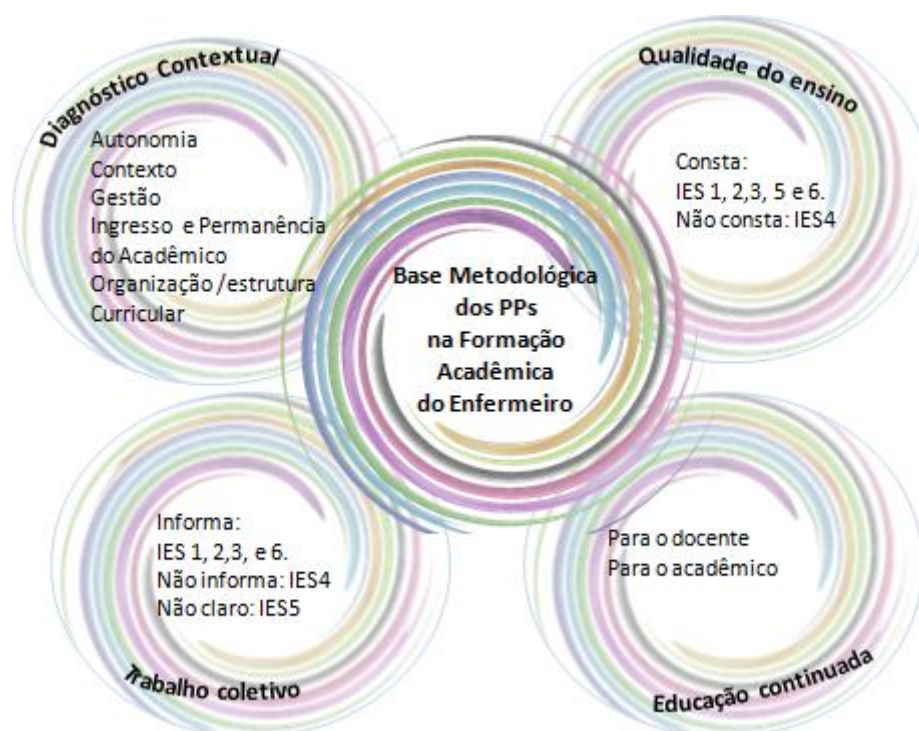 Diagnóstico Contextual
Autonomia
Contexto
Gestão
Ingresso e Permanência
do Acadêmico
Organização /estrutura
Curricular
Qualidade do ensino
Consta:
IES 1, 2,3, 5 e 6.
Não consta: IES4
Base Metodológica
dos PPs
na Formação
Acadêmica
do Enfermeiro
Informa:
IES 1, 2,3, e 6.
Não informa: IES4
Não claro: IES5
Trabalho coletivo
Para o docente
Para o acadêmico
Educação continuada